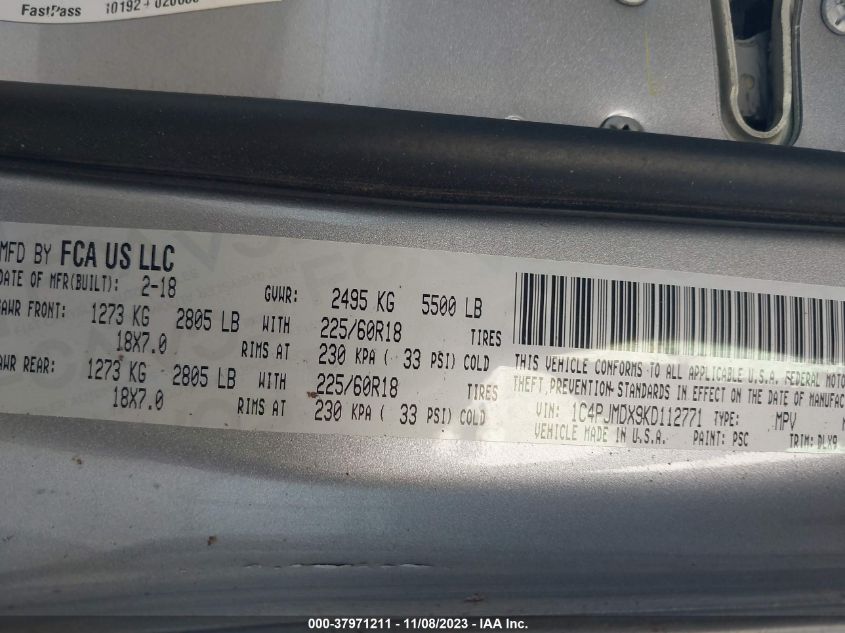 FastPass
MFD BY FCA US LLC
DATE OF MFR(BUILT): 2-18 GVWR: 2495 KG 5500 LB
GAWR FRONT: 1273 KG 2805 LB WITH 225/60R18 TIRES
18X7.0 RIMS AT 230 KPA ( 33 PSI) COLD
GAWR REAR: 1273 KG 2805 LB WITH 225/60R18 TIRES
18X7.0 RIMS AT 230 KPA ( 33 PSI) COLD
THIS VEHICLE CONFORMS TO ALL APPLICABLE U.S.A. FEDERAL MOTO
THEFT PREVENTION STANDARDS IN EFFECT ON THE DATE OF MANUFAC
VIN: 1C4PJMDX9KD112771 TYPE: MPV
VEHICLE MADE IN U.S.A. PAINT: PSC TRIM: DLX9
000-37971211 - 11/08/2023 - IAA Inc.